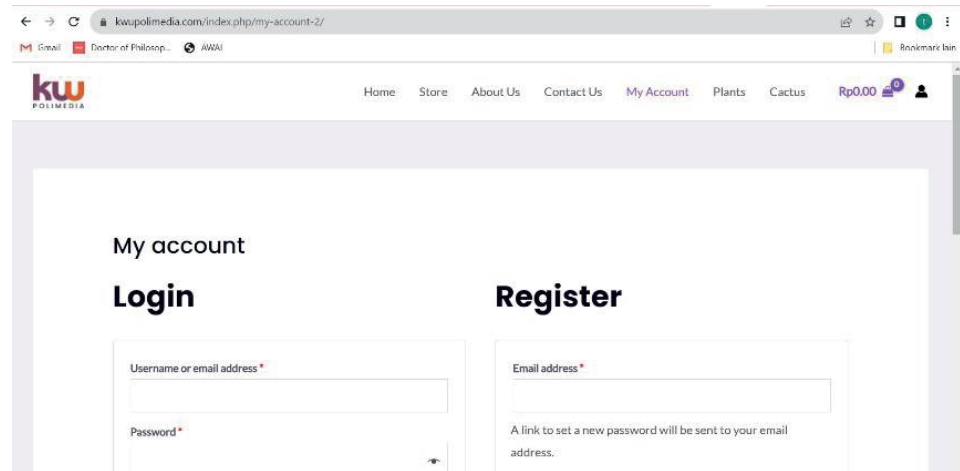 kwupolimedia.com/index.php/my-account-2/
Gmail Doctor of Philosop... AWAI Bookmark lain
kw
POLIMEDIA
Home Store About Us Contact Us My Account Plants Cactus Rp0.00 0
My account
Login Register
Username or email address * Email address *
Password * A link to set a new password will be sent to your email
address.